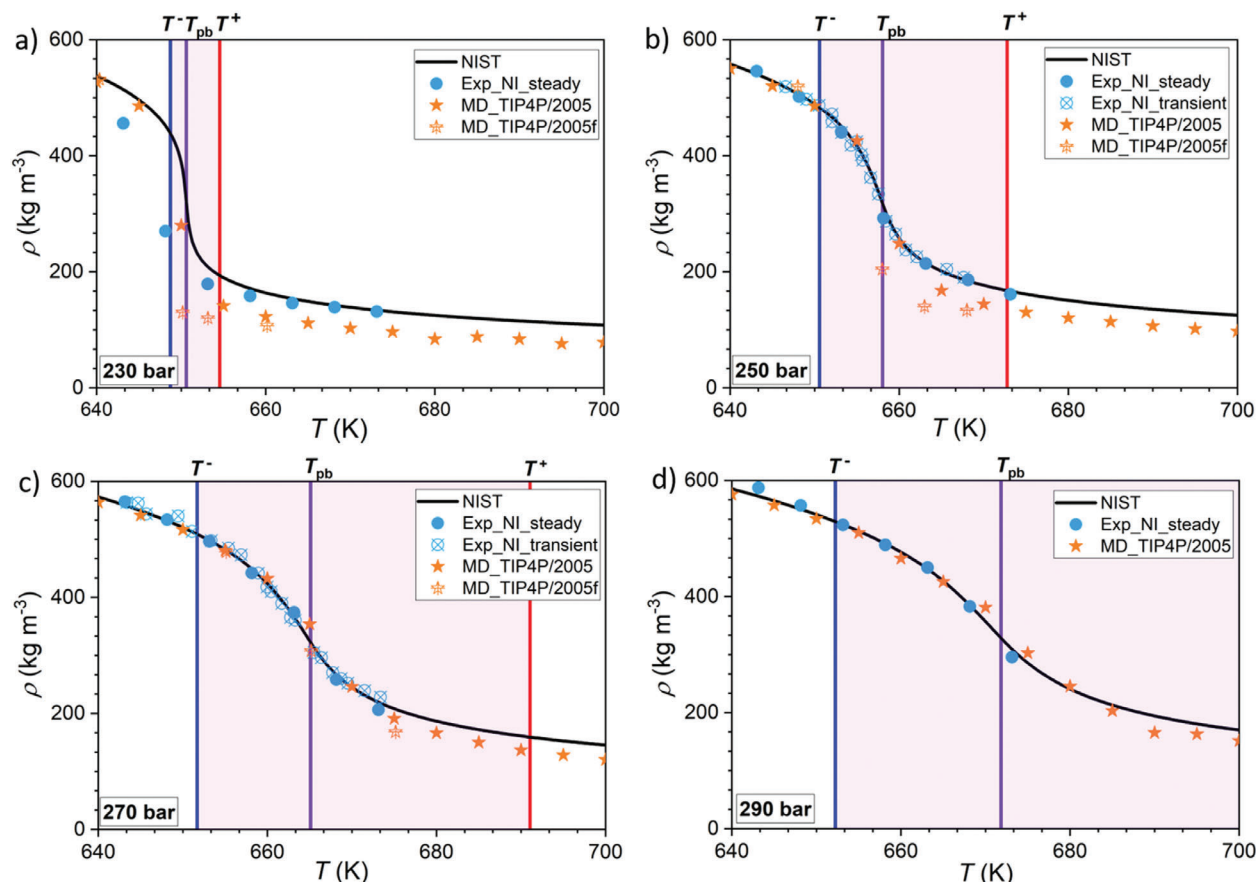 a)
T⁻ T_pb T⁺
600
400
200
0
ρ (kg m⁻³)
NIST
Exp_NI_steady
MD_TIP4P/2005
MD_TIP4P/2005f
230 bar
640 660 680 700
T (K)
b)
T⁻ T_pb T⁺
600
400
200
0
ρ (kg m⁻³)
NIST
Exp_NI_steady
Exp_NI_transient
MD_TIP4P/2005
MD_TIP4P/2005f
250 bar
640 660 680 700
T (K)
c)
T⁻ T_pb T⁺
600
400
200
0
ρ (kg m⁻³)
NIST
Exp_NI_steady
Exp_NI_transient
MD_TIP4P/2005
MD_TIP4P/2005f
270 bar
640 660 680 700
T (K)
d)
T⁻ T_pb
600
400
200
0
ρ (kg m⁻³)
NIST
Exp_NI_steady
MD_TIP4P/2005
290 bar
640 660 680 700
T (K)